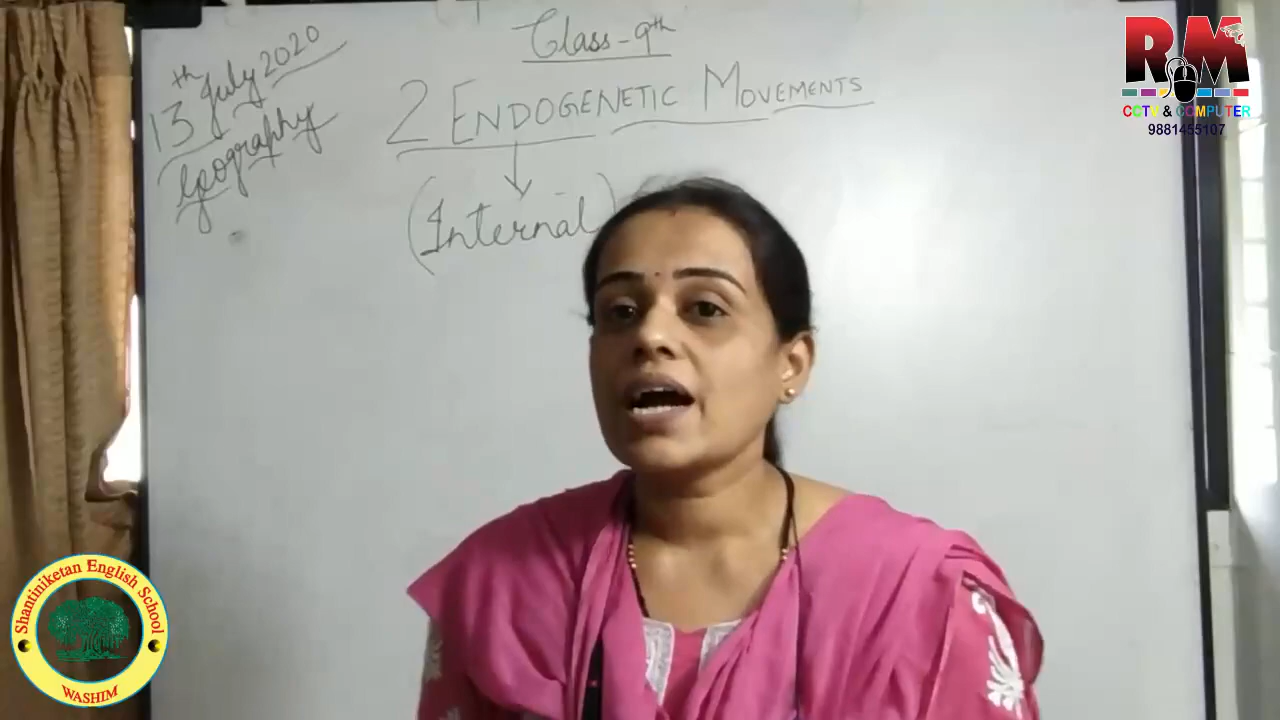 Class-9th
13th July 2020
Geography
2 ENDOGENETIC MOVEMENTS
(Internal)
RM
CCTV & COMPUTER
9881455107
Shantiniketan English School
WASHIM